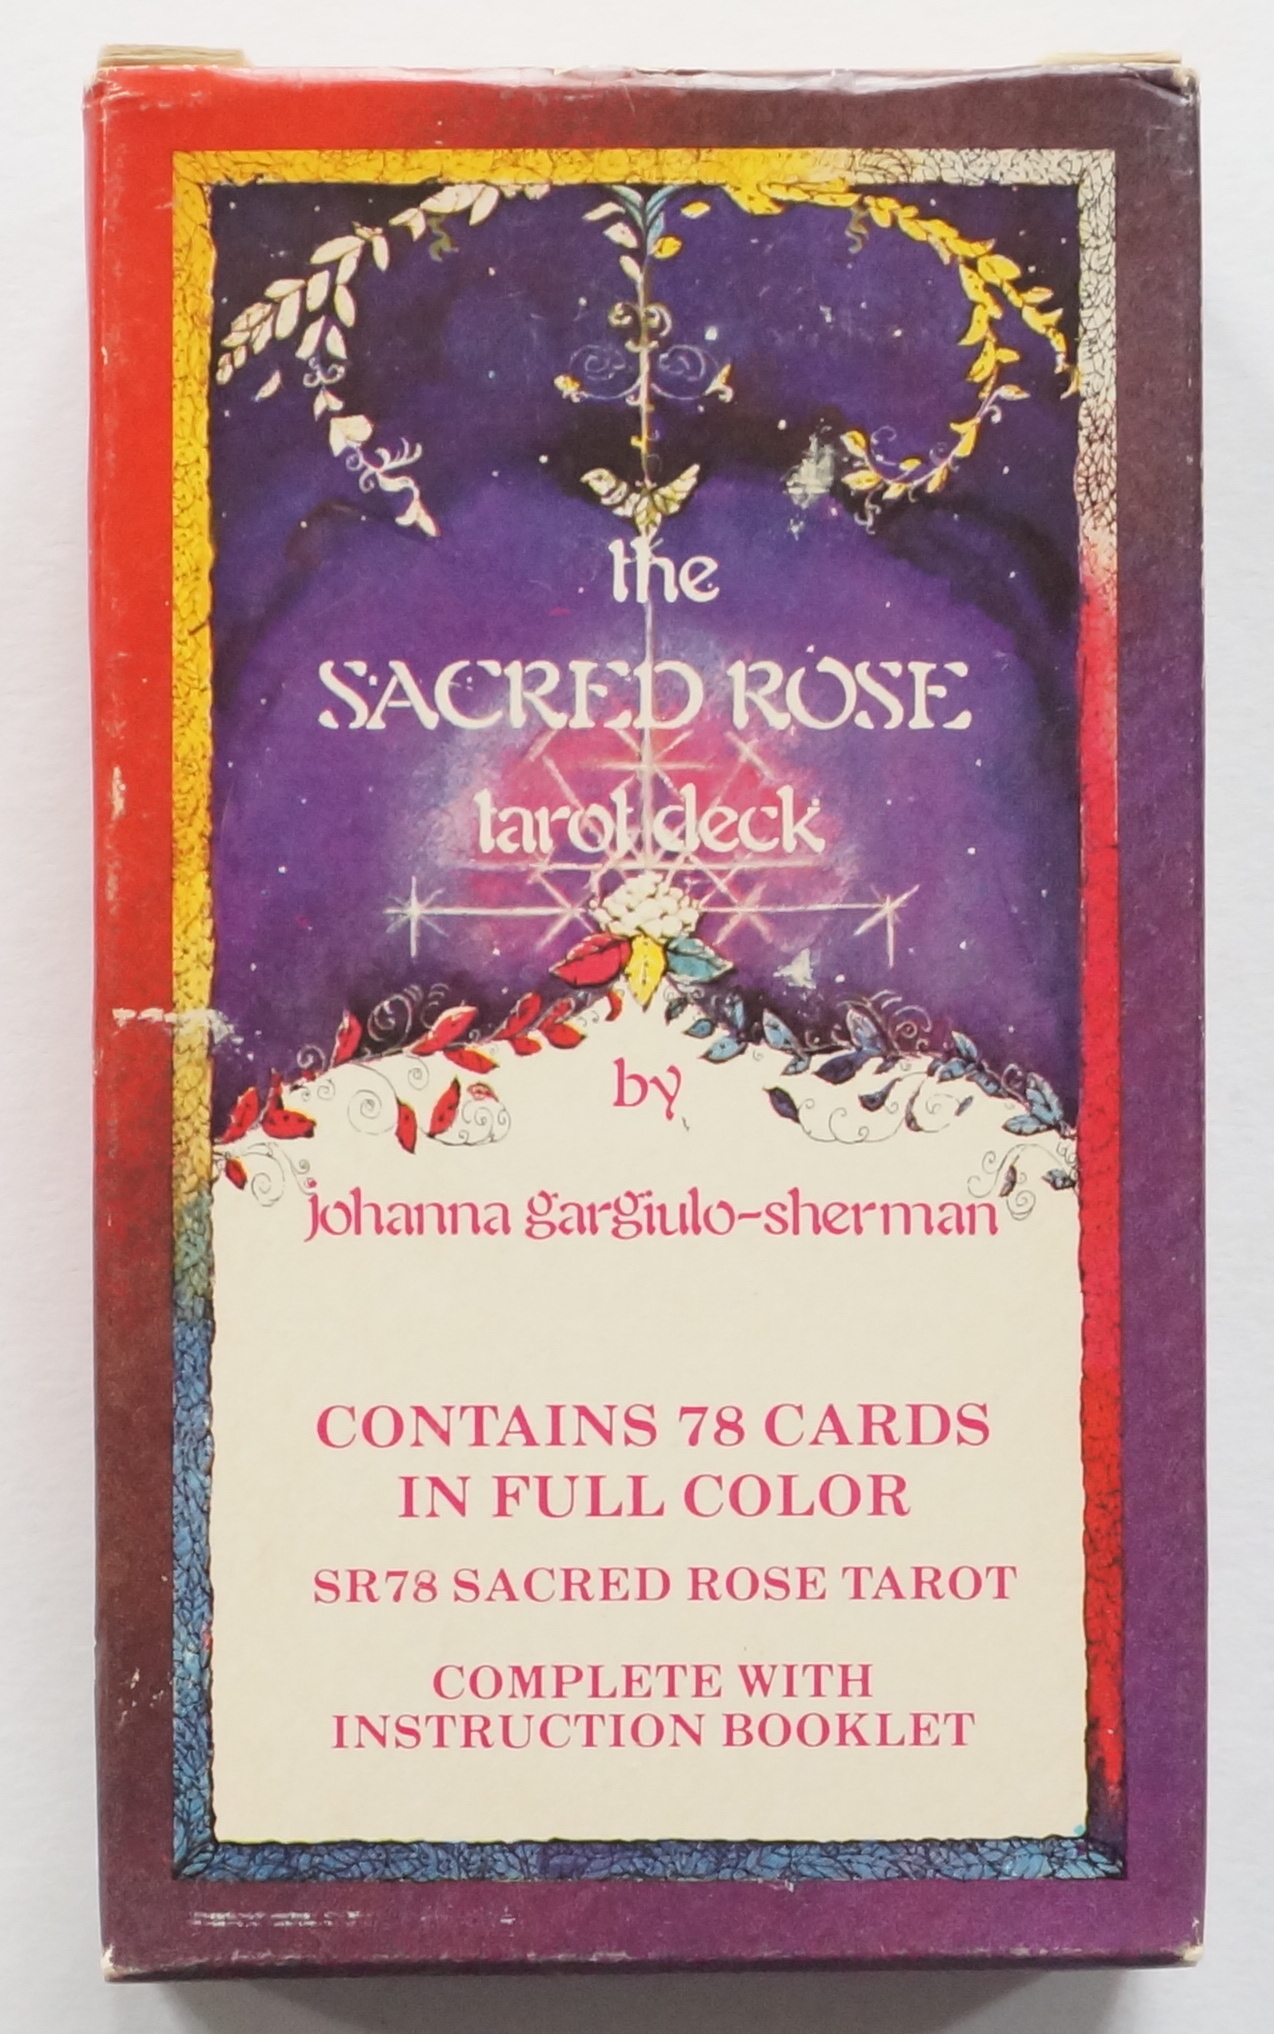 the
SACRED ROSE
tarot deck
by
johanna gargiulo-sherman
CONTAINS 78 CARDS
IN FULL COLOR
SR78 SACRED ROSE TAROT
COMPLETE WITH
INSTRUCTION BOOKLET